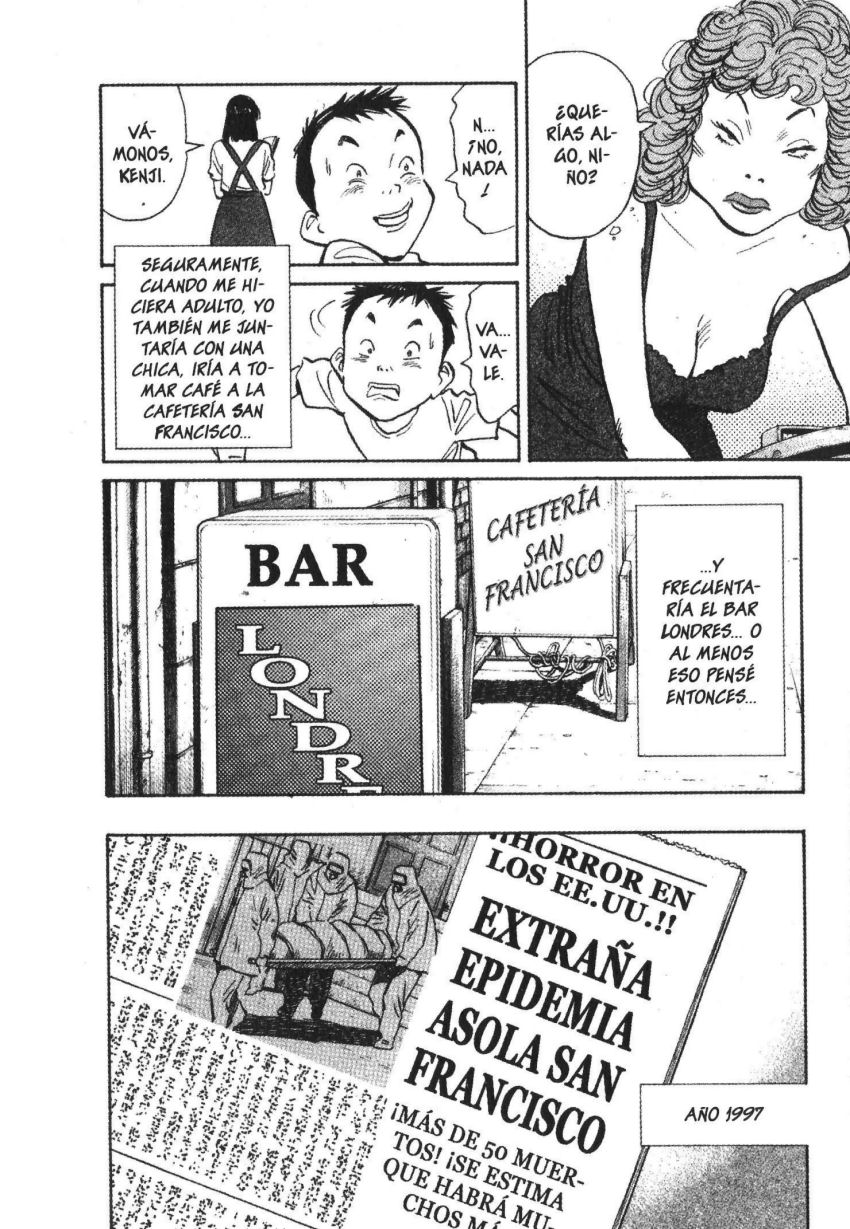 ¿QUE-
RÍAS AL-
GO, NI-
ÑO?
N...
¡NO,
NADA
!
VÁ-
MONOS,
KENJI.
VA...
VA-
LE.
SEGURAMENTE,
CUANDO ME HI-
CIERA ADULTO, YO
TAMBIÉN ME JUN-
TARÍA CON UNA
CHICA, IRÍA A TO-
MAR CAFÉ A LA
CAFETERÍA SAN
FRANCISCO...
BAR
LONDRE
CAFETERÍA
SAN
FRANCISCO
...Y
FRECUENTA-
RÍA EL BAR
LONDRES... O
AL MENOS
ESO PENSÉ
ENTONCES...
¡¡HORROR EN
LOS EE.UU.!!
EXTRAÑA
EPIDEMIA
ASOLA SAN
FRANCISCO
¡MÁS DE 50 MUER-
TOS! ¡SE ESTIMA
QUE HABRÁ MU-
CHOS
AÑO 1997